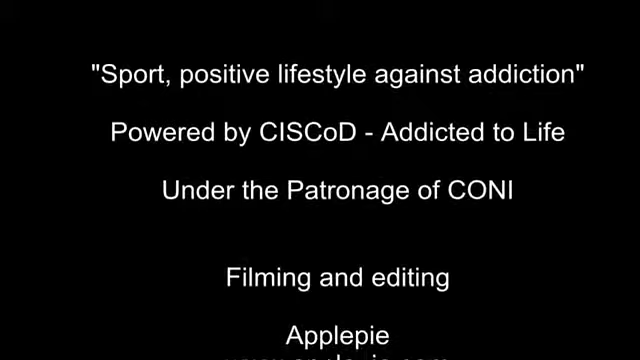 "Sport, positive lifestyle against addiction"
Powered by CISCoD - Addicted to Life
Under the Patronage of CONI
Filming and editing
Applepie